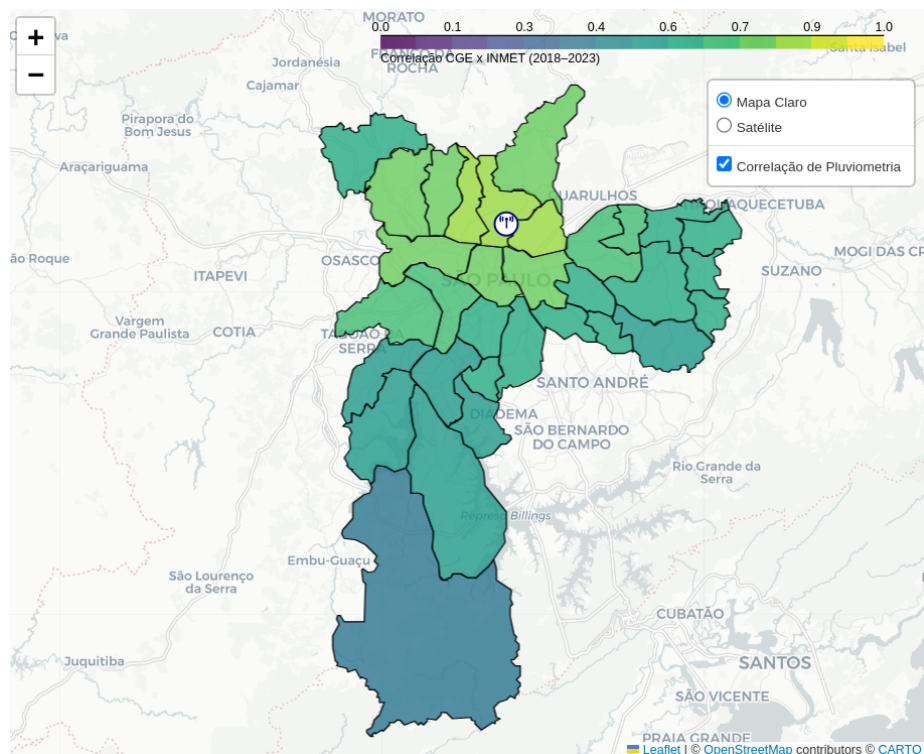 MORATO
0.0 0.1 0.3 0.4 0.6 0.7 0.9 1.0
Correlação CGE x INMET (2018–2023)
FRANCO DA
ROCHA
Santa Isabel
+
−
Jordanésia
Cajamar
Mapa Claro
Satélite
Correlação de Pluviometria
Pirapora do
Bom Jesus
Araçariguama
GUARULHOS
ITAQUAQUECETUBA
MOGI DAS CR
ão Roque
ITAPEVI
OSASCO
SÃO PAULO
SUZANO
Vargem
Grande Paulista
COTIA
TABOÃO DA
SERRA
SANTO ANDRÉ
DIADEMA
SÃO BERNARDO
DO CAMPO
Rio Grande da
Serra
Represa Billings
Embu-Guaçu
São Lourenço
da Serra
CUBATÃO
Juquitiba
SANTOS
SÃO VICENTE
PRAIA GRANDE
Leaflet | © OpenStreetMap contributors © CARTO